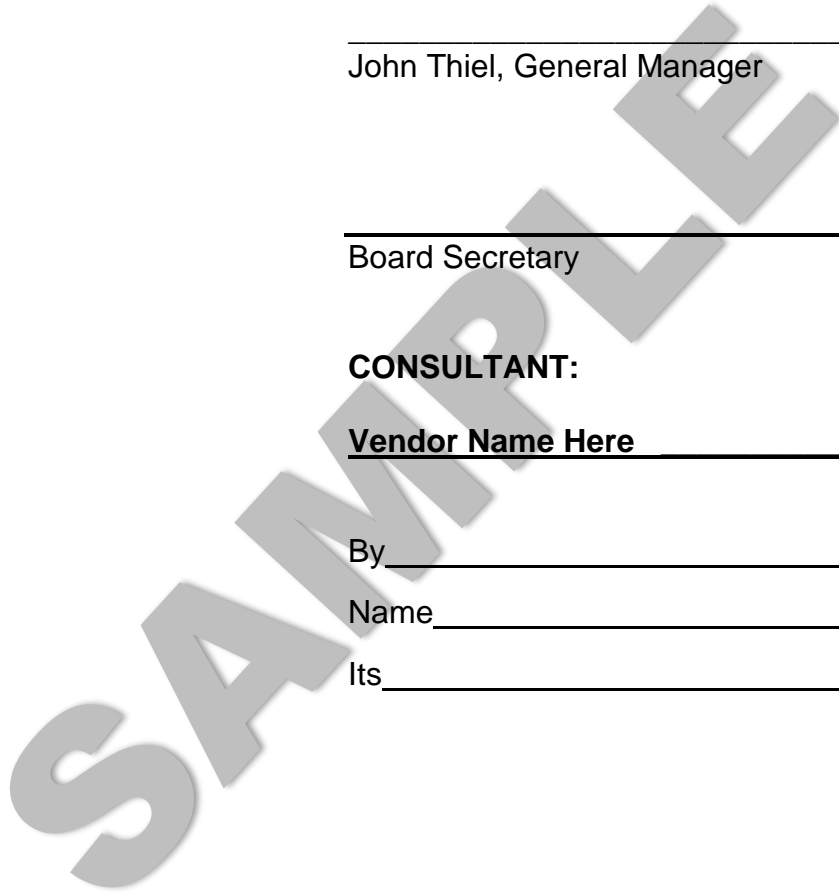 John Thiel, General Manager
Board Secretary
CONSULTANT:
Vendor Name Here
By
Name
Its
SAMPLE